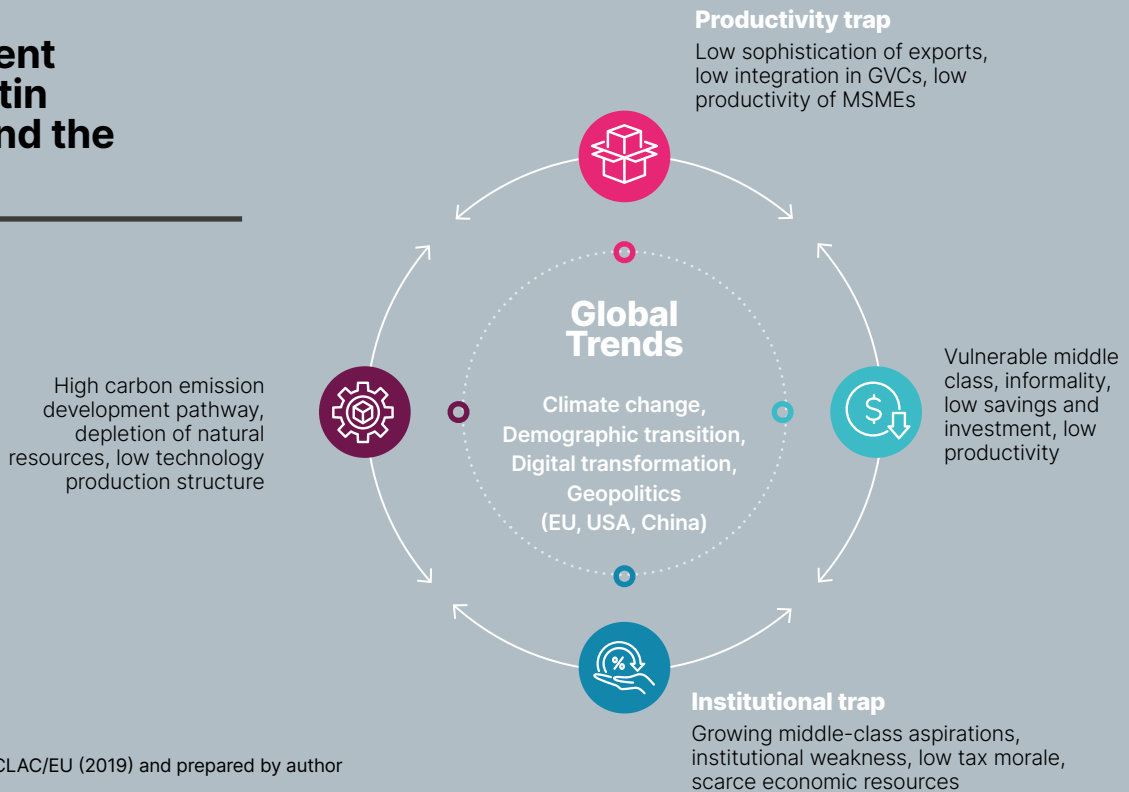 ent
tin
nd the
Productivity trap
Low sophistication of exports,
low integration in GVCs, low
productivity of MSMEs
Global
Trends
Climate change,
Demographic transition,
Digital transformation,
Geopolitics
(EU, USA, China)
High carbon emission
development pathway,
depletion of natural
resources, low technology
production structure
$
Vulnerable middle
class, informality,
low savings and
investment, low
productivity
%
Institutional trap
Growing middle-class aspirations,
institutional weakness, low tax morale,
scarce economic resources
CLAC/EU (2019) and prepared by author